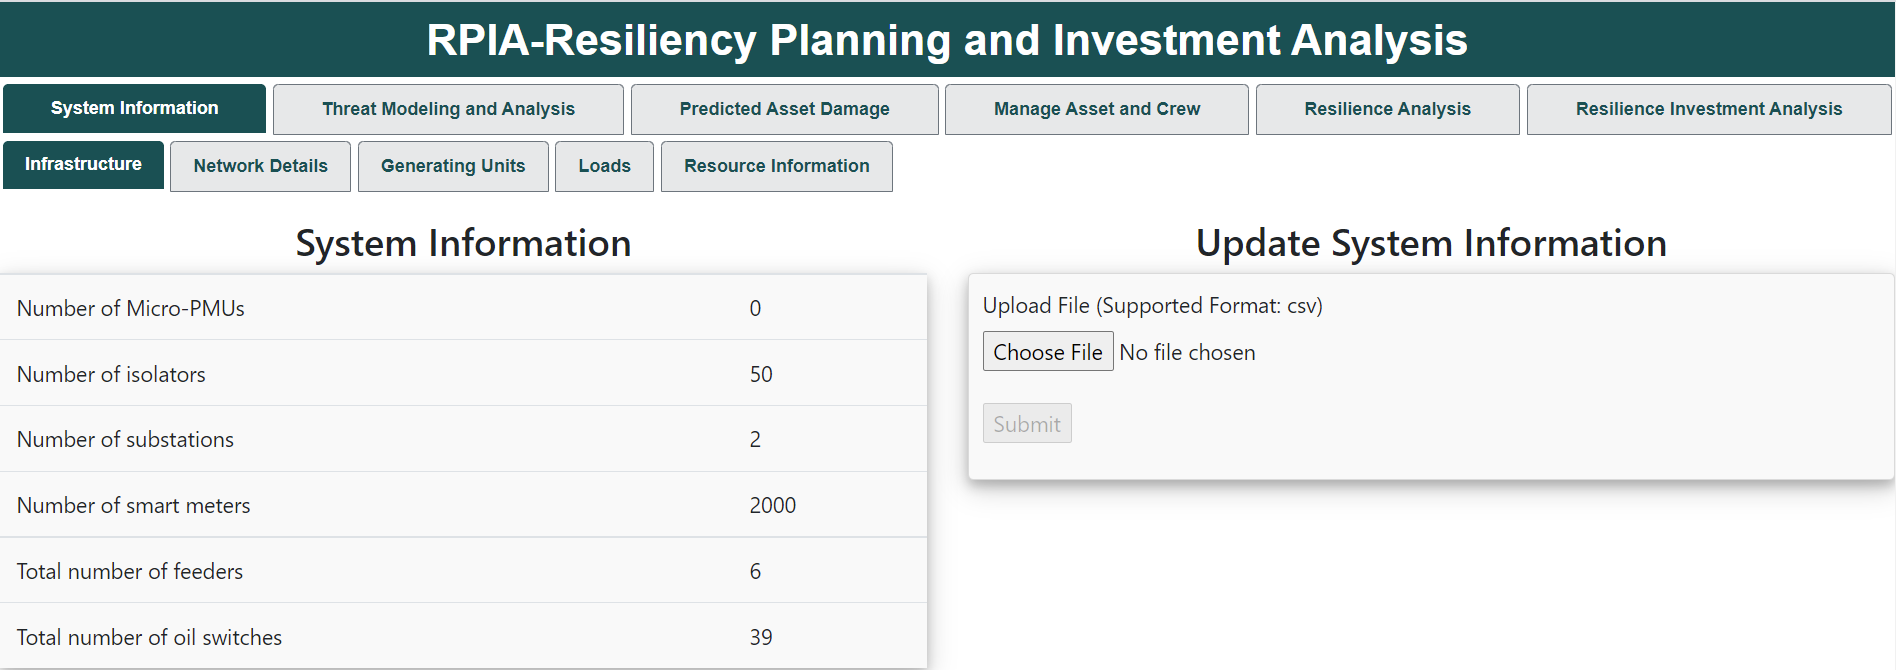 RPIA-Resiliency Planning and Investment Analysis
System Information
Threat Modeling and Analysis
Predicted Asset Damage
Manage Asset and Crew
Resilience Analysis
Resilience Investment Analysis
Infrastructure
Network Details
Generating Units
Loads
Resource Information
System Information
Number of Micro-PMUs 0
Number of isolators 50
Number of substations 2
Number of smart meters 2000
Total number of feeders 6
Total number of oil switches 39
Update System Information
Upload File (Supported Format: csv)
Choose File No file chosen
Submit